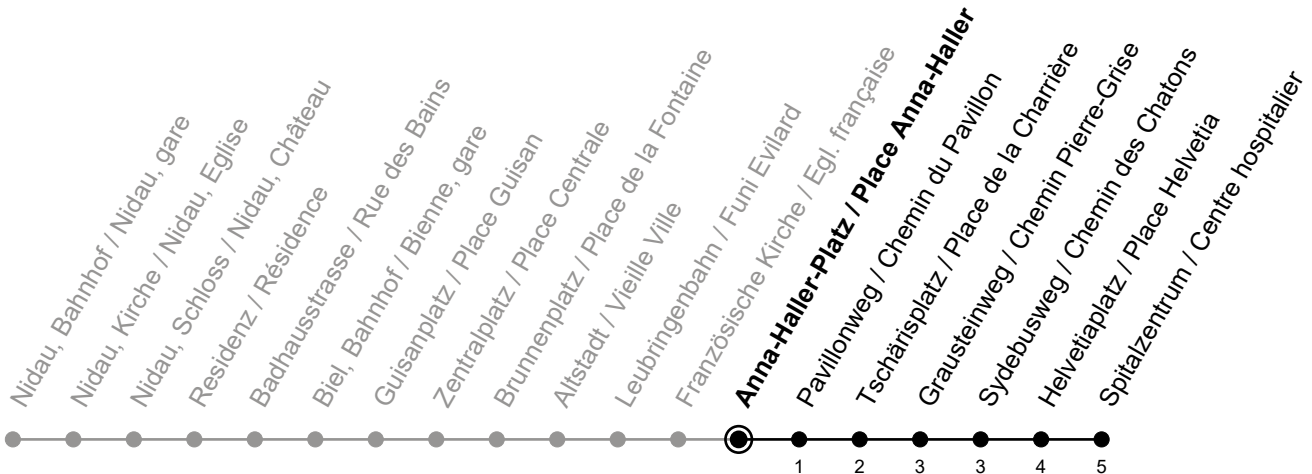 Nidau, Bahnhof / Nidau, gare
Nidau, Kirche / Nidau, Eglise
Nidau, Schloss / Nidau, Château
Residenz / Résidence
Badhausstrasse / Rue des Bains
Biel, Bahnhof / Bienne, gare
Guisanplatz / Place Guisan
Zentralplatz / Place Centrale
Brunnenplatz / Place de la Fontaine
Altstadt / Vieille Ville
Leubringenbahn / Funi Evilard
Französische Kirche / Egl. française
Anna-Haller-Platz / Place Anna-Haller
Pavillonweg / Chemin du Pavillon
Tschärisplatz / Place de la Charrière
Grausteinweg / Chemin Pierre-Grise
Sydebusweg / Chemin des Chatons
Helvetiaplatz / Place Helvetia
Spitalzentrum / Centre hospitalier
1 2 3 3 4 5